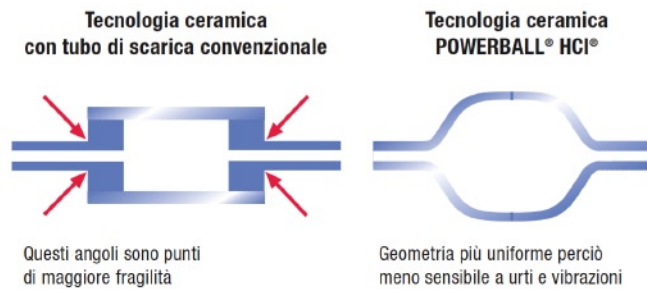 Tecnologia ceramica
con tubo di scarica convenzionale
Tecnologia ceramica
POWERBALL® HCI®
Questi angoli sono punti
di maggiore fragilità
Geometria più uniforme perciò
meno sensibile a urti e vibrazioni